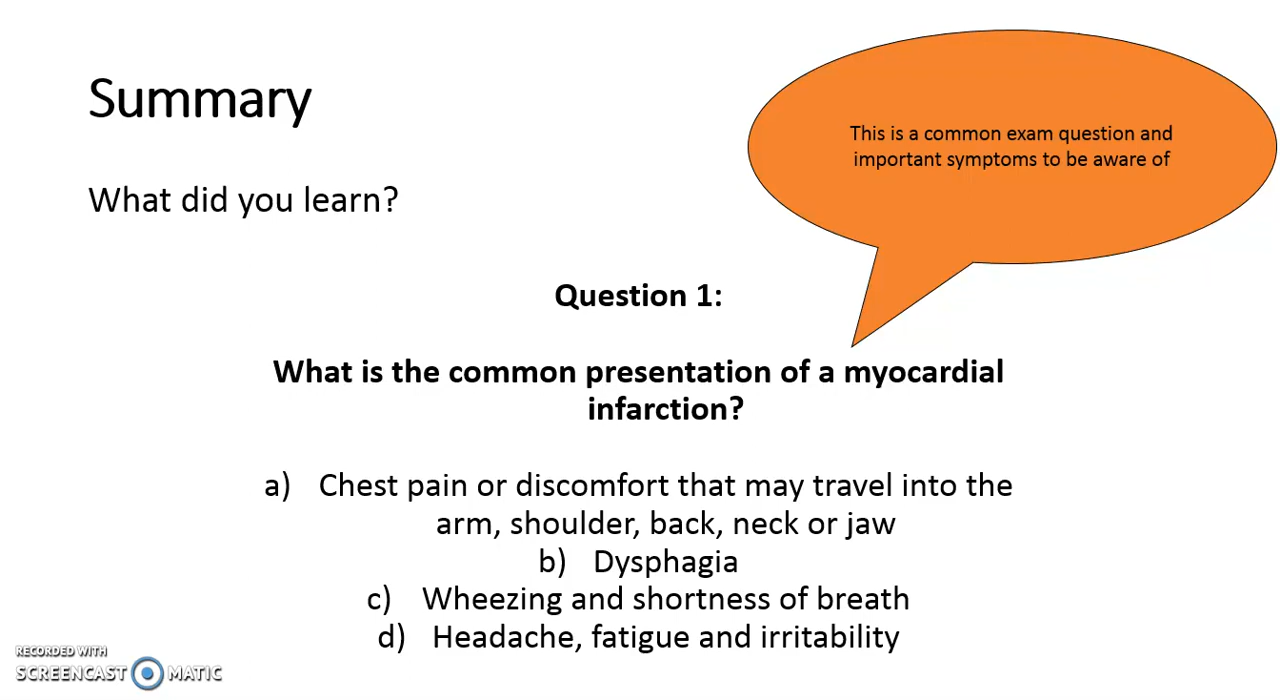 Summary
This is a common exam question and
important symptoms to be aware of
What did you learn?
Question 1:
What is the common presentation of a myocardial
infarction?
a) Chest pain or discomfort that may travel into the
arm, shoulder, back, neck or jaw
b) Dysphagia
c) Wheezing and shortness of breath
d) Headache, fatigue and irritability
RECORDED WITH
SCREENCAST MATIC